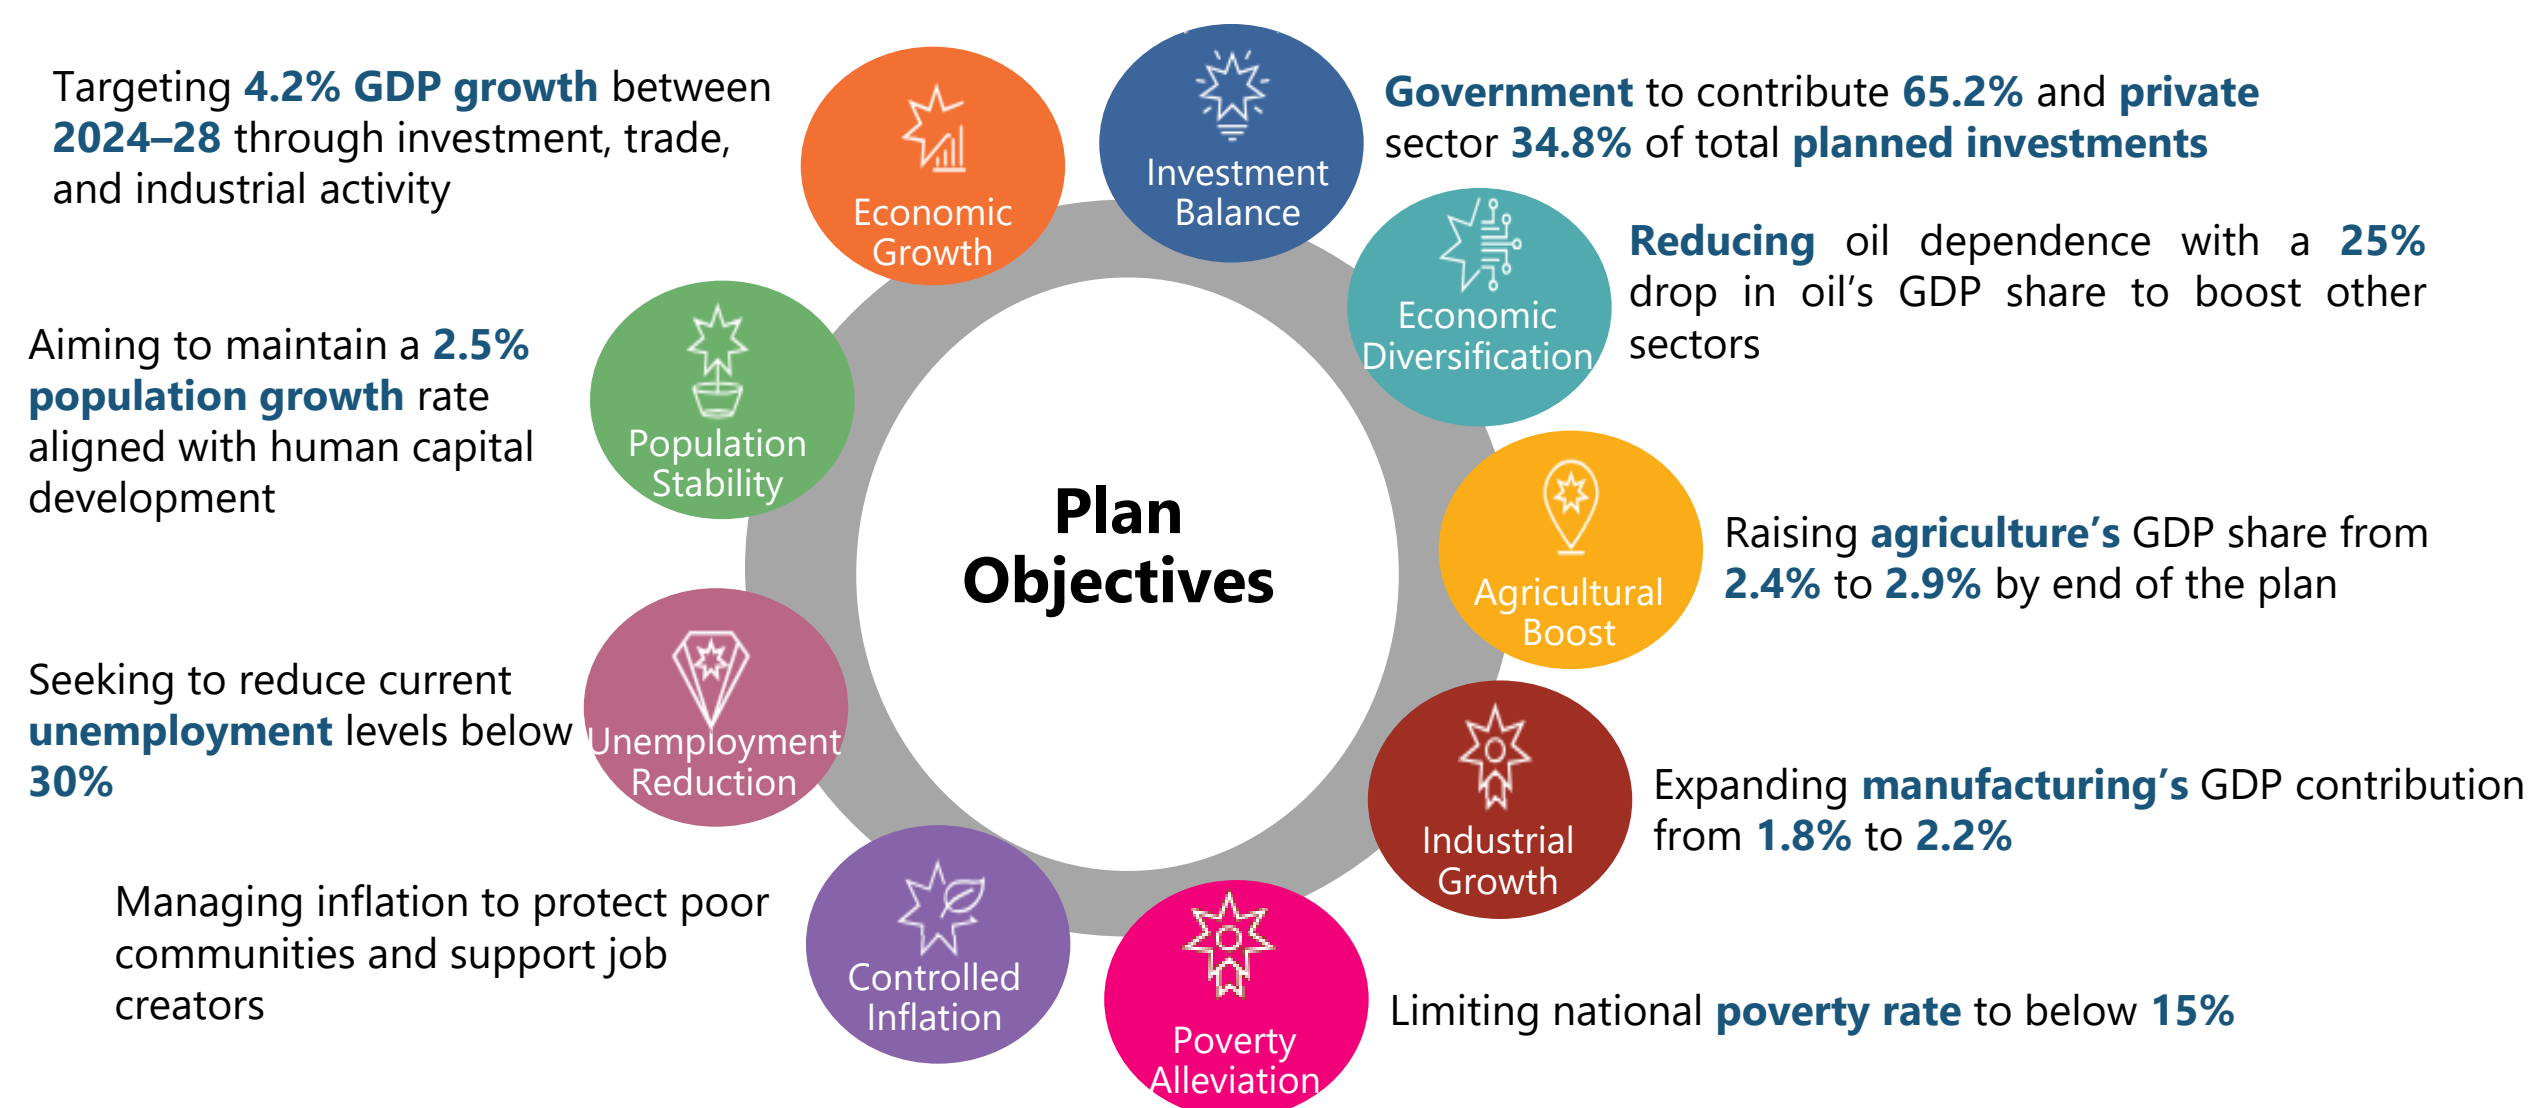 Targeting 4.2% GDP growth between
2024–28 through investment, trade,
and industrial activity
Economic
Growth
Investment
Balance
Government to contribute 65.2% and private
sector 34.8% of total planned investments
Economic
Diversification
Reducing oil dependence with a 25%
drop in oil’s GDP share to boost other
sectors
Aiming to maintain a 2.5%
population growth rate
aligned with human capital
development
Population
Stability
Plan
Objectives
Agricultural
Boost
Raising agriculture’s GDP share from
2.4% to 2.9% by end of the plan
Seeking to reduce current
unemployment levels below
30%
Unemployment
Reduction
Industrial
Growth
Expanding manufacturing’s GDP contribution
from 1.8% to 2.2%
Managing inflation to protect poor
communities and support job
creators
Controlled
Inflation
Poverty
Alleviation
Limiting national poverty rate to below 15%